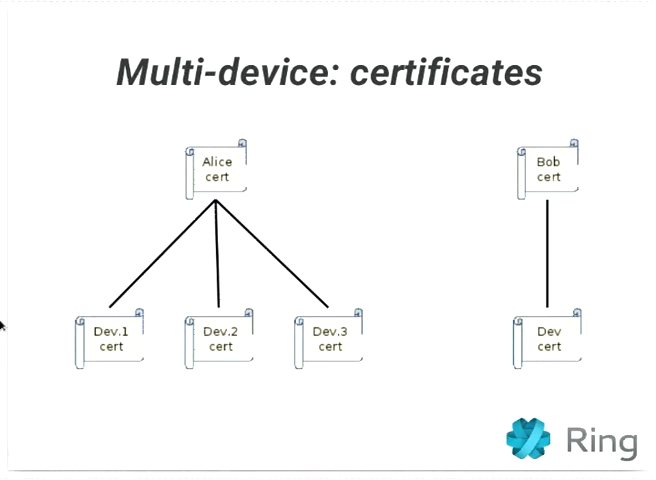 Multi-device: certificates
Alice
cert
Bob
cert
Dev.1
cert
Dev.2
cert
Dev.3
cert
Dev
cert
Ring